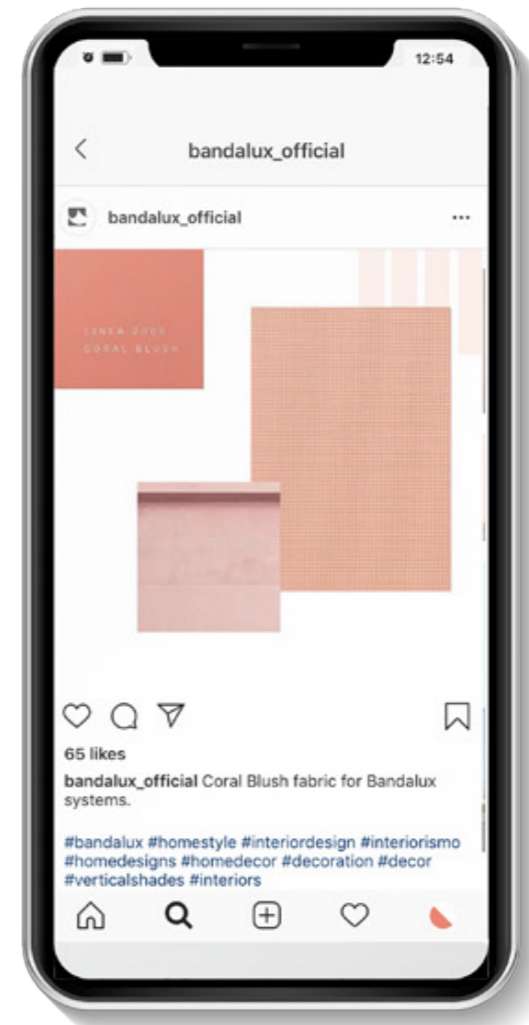 12:54
bandalux_official
bandalux_official
LINEA 2005
CORAL BLUSH
65 likes
bandalux_official Coral Blush fabric for Bandalux
systems.
#bandalux #homestyle #interiordesign #interiorismo
#homedesigns #homedecor #decoration #decor
#verticalshades #interiors